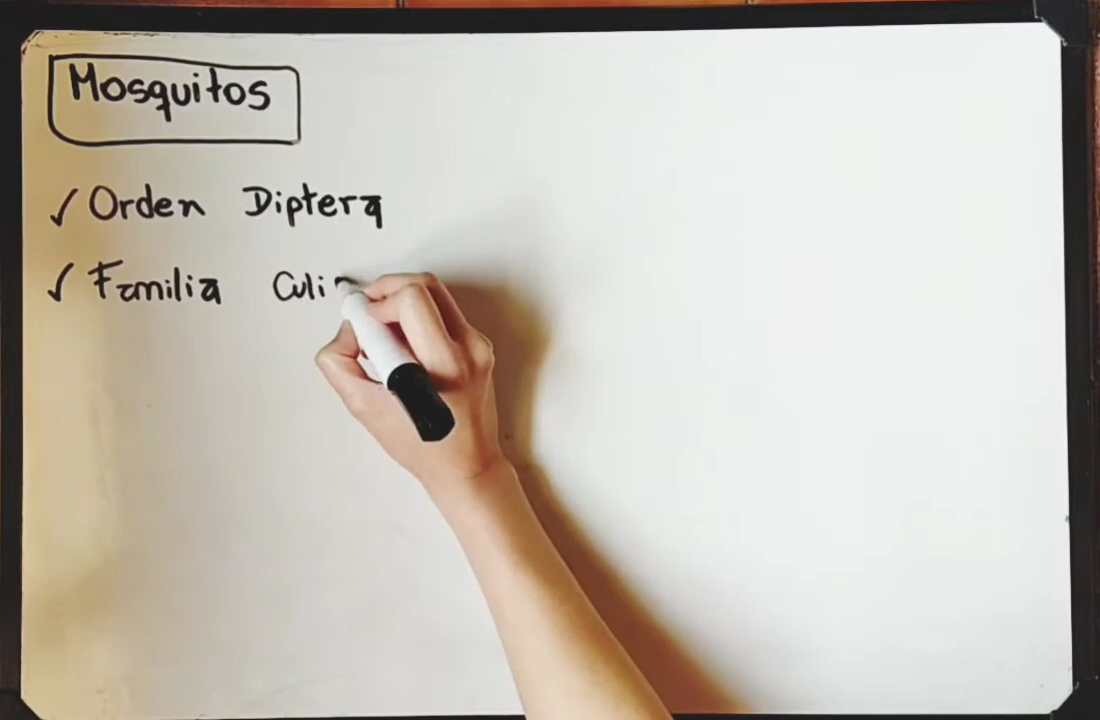 Mosquitos
✓ Orden Diptera
✓ Familia Culi